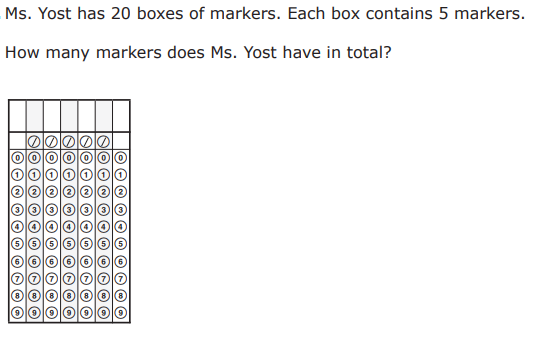 Ms. Yost has 20 boxes of markers. Each box contains 5 markers.
How many markers does Ms. Yost have in total?
/ / / / /
0 0 0 0 0 0 0
1 1 1 1 1 1 1
2 2 2 2 2 2 2
3 3 3 3 3 3 3
4 4 4 4 4 4 4
5 5 5 5 5 5 5
6 6 6 6 6 6 6
7 7 7 7 7 7 7
8 8 8 8 8 8 8
9 9 9 9 9 9 9